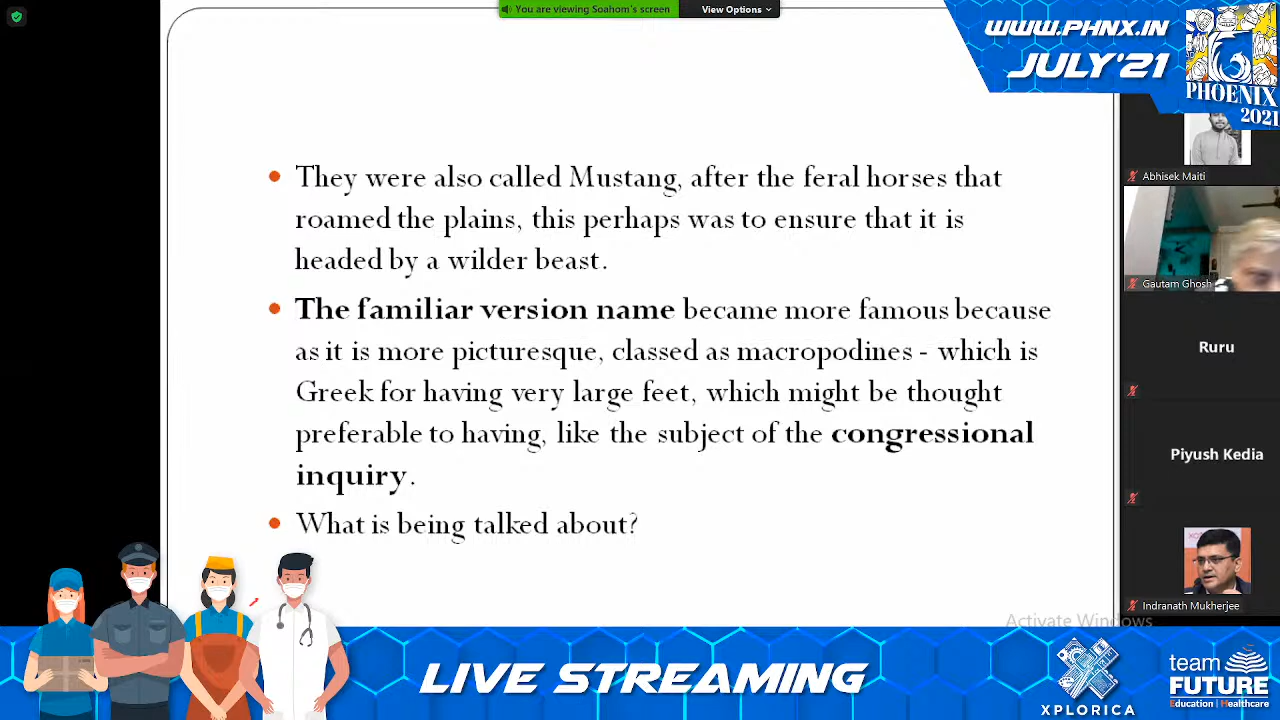 You are viewing Soahom's screen
View Options
WWW.PHNX.IN
JULY'21
PHOENIX
2021
They were also called Mustang, after the feral horses that
roamed the plains, this perhaps was to ensure that it is
headed by a wilder beast.
The familiar version name became more famous because
as it is more picturesque, classed as macropodines - which is
Greek for having very large feet, which might be thought
preferable to having, like the subject of the congressional
inquiry.
What is being talked about?
Abhisek Maiti
Gautam Ghosh
Ruru
Piyush Kedia
Indranath Mukherjee
Activate Windows
LIVE STREAMING
XPLORICA
team
FUTURE
Education | Healthcare